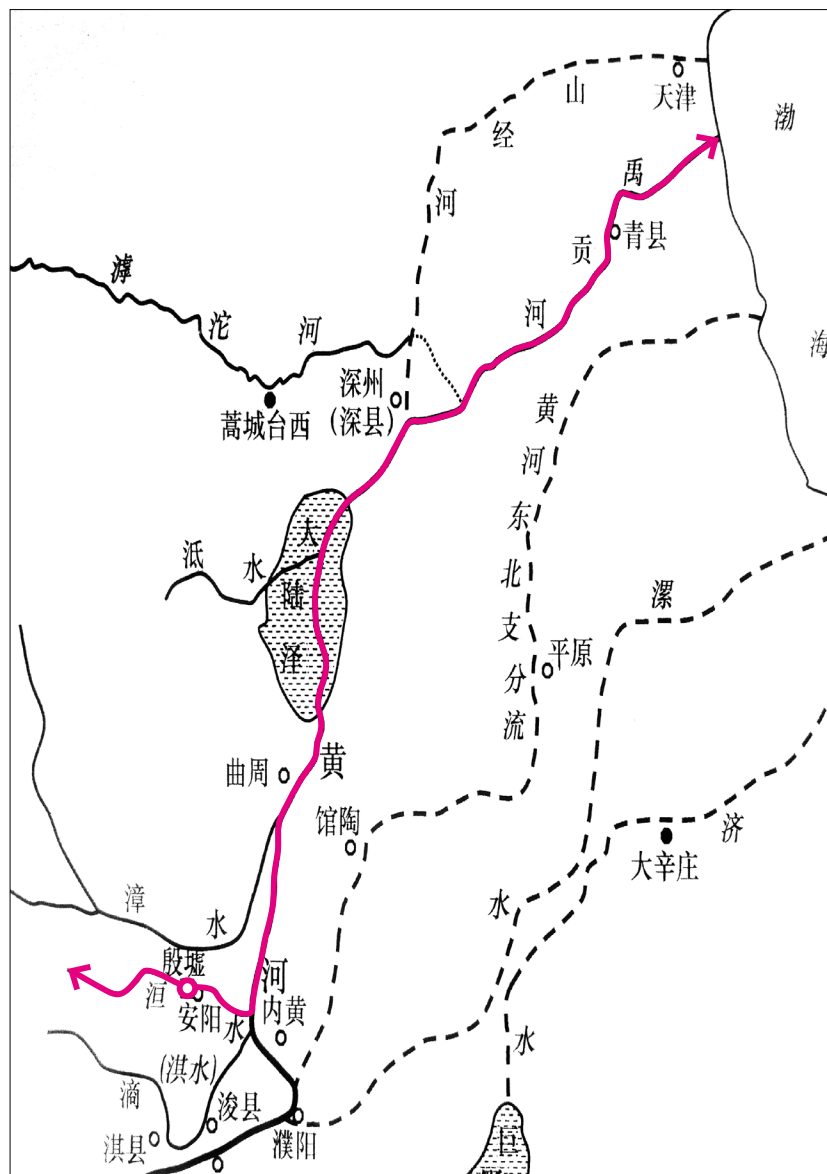 天津
渤海
山经河
禹贡河
青县
滹沱河
深州
(深县)
藁城台西
黄河东北支分流
大陆泽
泜水
漯水
平原
曲周
黄河
馆陶
济水
大辛庄
漳水
殷墟
洹水
安阳
内黄
(淇水)
滴
浚县
淇县
濮阳
巨